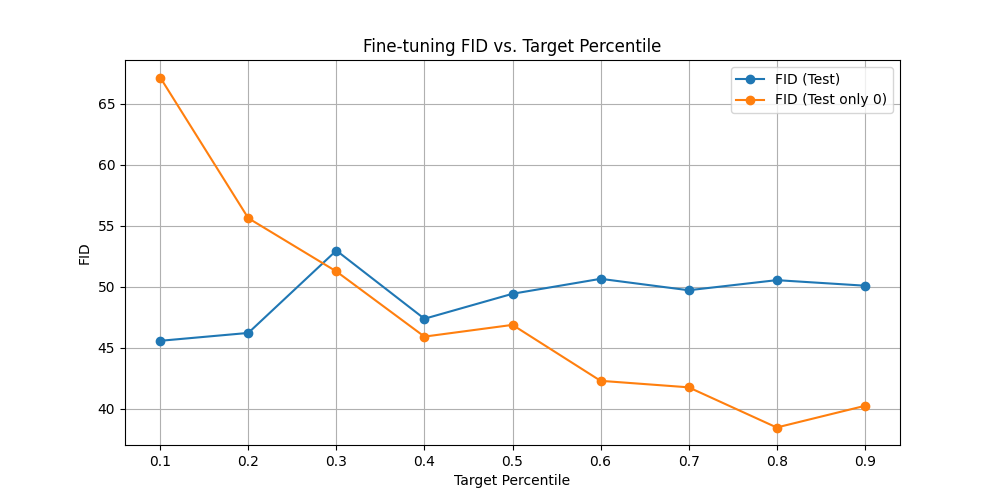 Fine-tuning FID vs. Target Percentile
FID (Test)
FID (Test only 0)
FID
65
60
55
50
45
40
0.1 0.2 0.3 0.4 0.5 0.6 0.7 0.8 0.9
Target Percentile